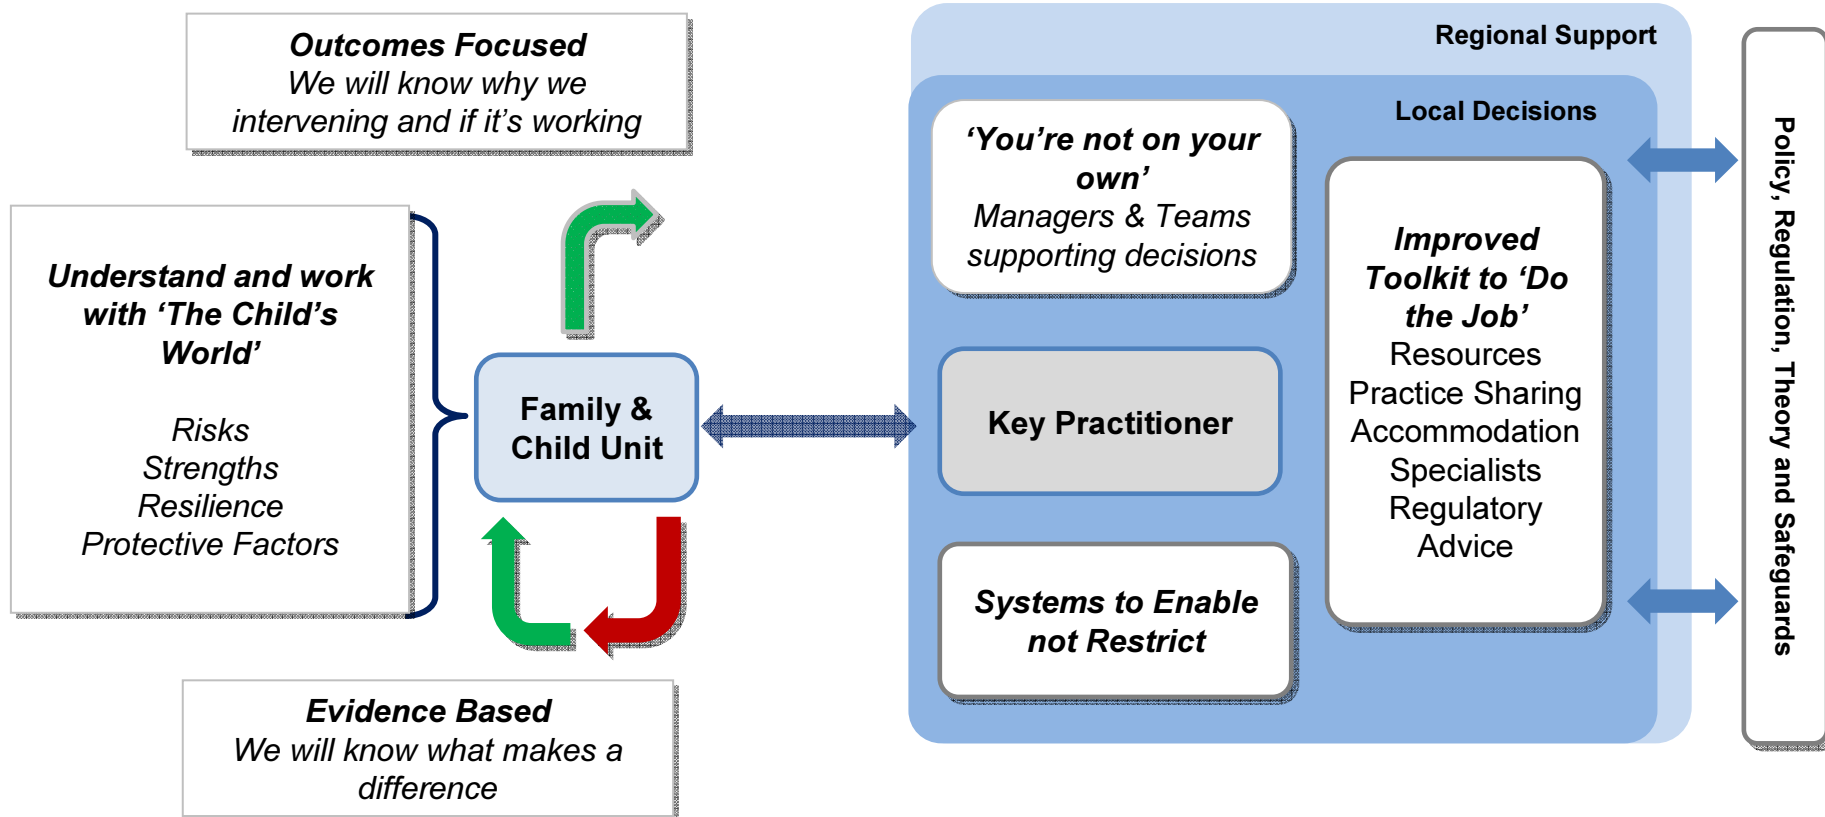 Outcomes Focused
We will know why we
intervening and if it’s working
Understand and work
with ‘The Child’s
World’
Risks
Strengths
Resilience
Protective Factors
Family &
Child Unit
Evidence Based
We will know what makes a
difference
Regional Support
Local Decisions
‘You’re not on your
own’
Managers & Teams
supporting decisions
Key Practitioner
Systems to Enable
not Restrict
Improved
Toolkit to ‘Do
the Job’
Resources
Practice Sharing
Accommodation
Specialists
Regulatory
Advice
Policy, Regulation, Theory and Safeguards